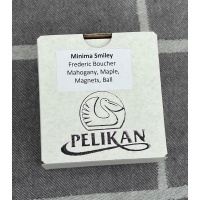 Minima Smiley
Frederic Boucher
Mahogany, Maple,
Magnets, Ball
PELIKAN